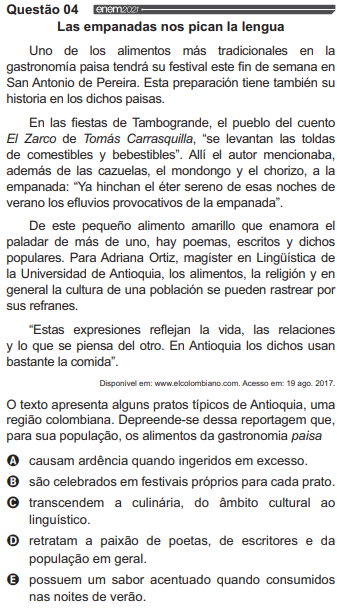 Questão 04 enem2021
Las empanadas nos pican la lengua
Uno de los alimentos más tradicionales en la
gastronomía paisa tendrá su festival este fin de semana en
San Antonio de Pereira. Esta preparación tiene también su
historia en los dichos paisas.
En las fiestas de Tambogrande, el pueblo del cuento
El Zarco de Tomás Carrasquilla, “se levantan las toldas
de comestibles y bebestibles”. Allí el autor mencionaba,
además de las cazuelas, el mondongo y el chorizo, a la
empanada: “Ya hinchan el éter sereno de esas noches de
verano los efluvios provocativos de la empanada”.
De este pequeño alimento amarillo que enamora el
paladar de más de uno, hay poemas, escritos y dichos
populares. Para Adriana Ortiz, magíster en Lingüística de
la Universidad de Antioquia, los alimentos, la religión y en
general la cultura de una población se pueden rastrear por
sus refranes.
“Estas expresiones reflejan la vida, las relaciones
y lo que se piensa del otro. En Antioquia los dichos usan
bastante la comida”.
Disponível em: www.elcolombiano.com. Acesso em: 19 ago. 2017.
O texto apresenta alguns pratos típicos de Antioquia, uma
região colombiana. Depreende-se dessa reportagem que,
para sua população, os alimentos da gastronomia paisa
A causam ardência quando ingeridos em excesso.
B são celebrados em festivais próprios para cada prato.
C transcendem a culinária, do âmbito cultural ao
linguístico.
D retratam a paixão de poetas, de escritores e da
população em geral.
E possuem um sabor acentuado quando consumidos
nas noites de verão.